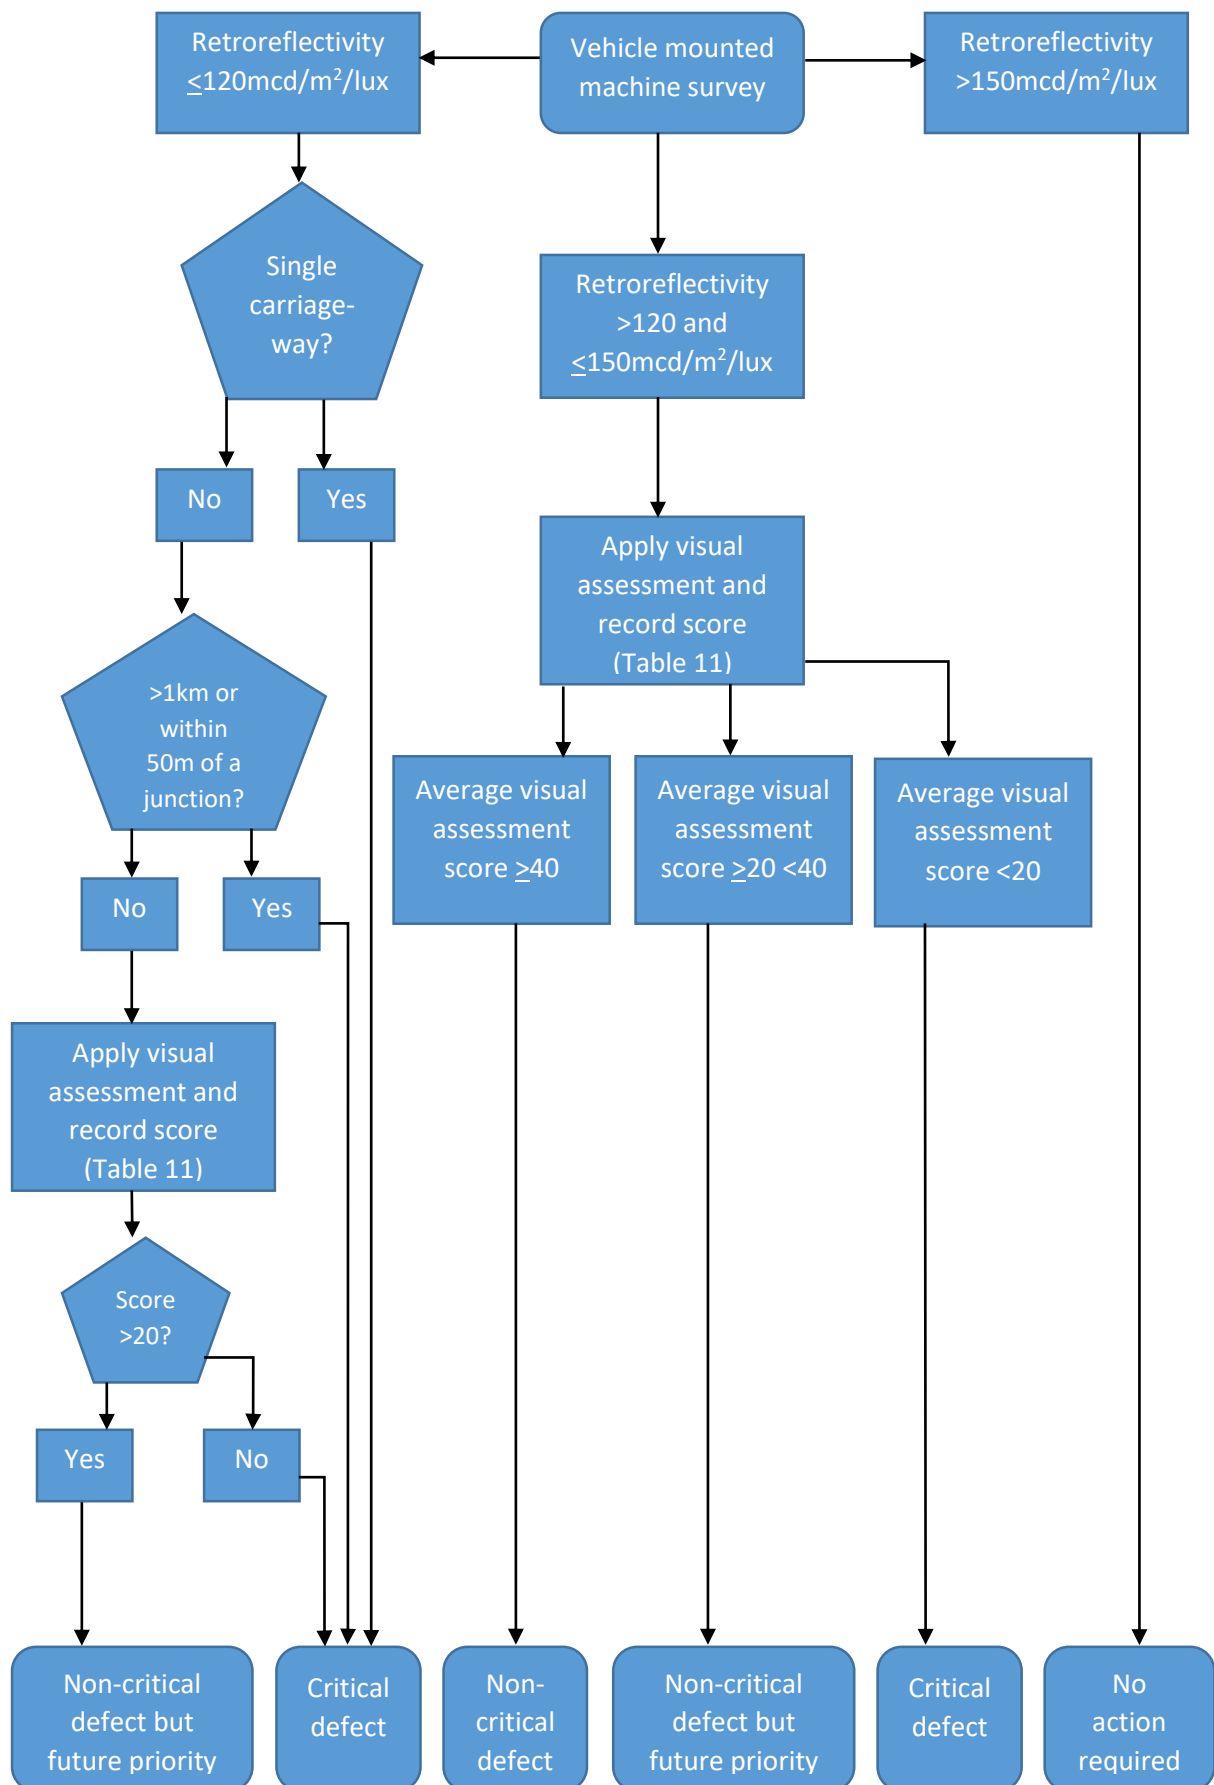 Retroreflectivity
≤120mcd/m²/lux
Vehicle mounted
machine survey
Retroreflectivity
>150mcd/m²/lux
Single
carriage-
way?
Retroreflectivity
>120 and
≤150mcd/m²/lux
No
Yes
Apply visual
assessment and
record score
(Table 11)
>1km or
within
50m of a
junction?
Average visual
assessment
score ≥40
Average visual
assessment
score ≥20 <40
Average visual
assessment
score <20
No
Yes
Apply visual
assessment and
record score
(Table 11)
Score
>20?
Yes
No
Non-critical
defect but
future priority
Critical
defect
Non-
critical
defect
Non-critical
defect but
future priority
Critical
defect
No
action
required